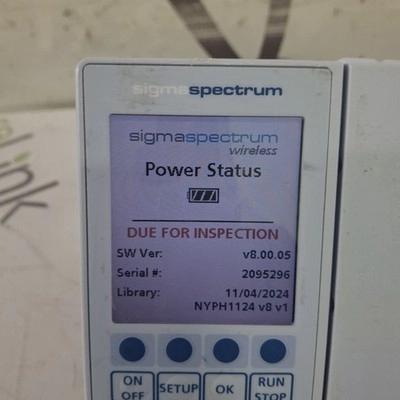 sigmaspectrum
sigmaspectrum
wireless
Power Status
DUE FOR INSPECTION
SW Ver: v8.00.05
Serial #: 2095296
Library: 11/04/2024
NYPH1124 v8 v1
ON OFF SETUP OK RUN STOP